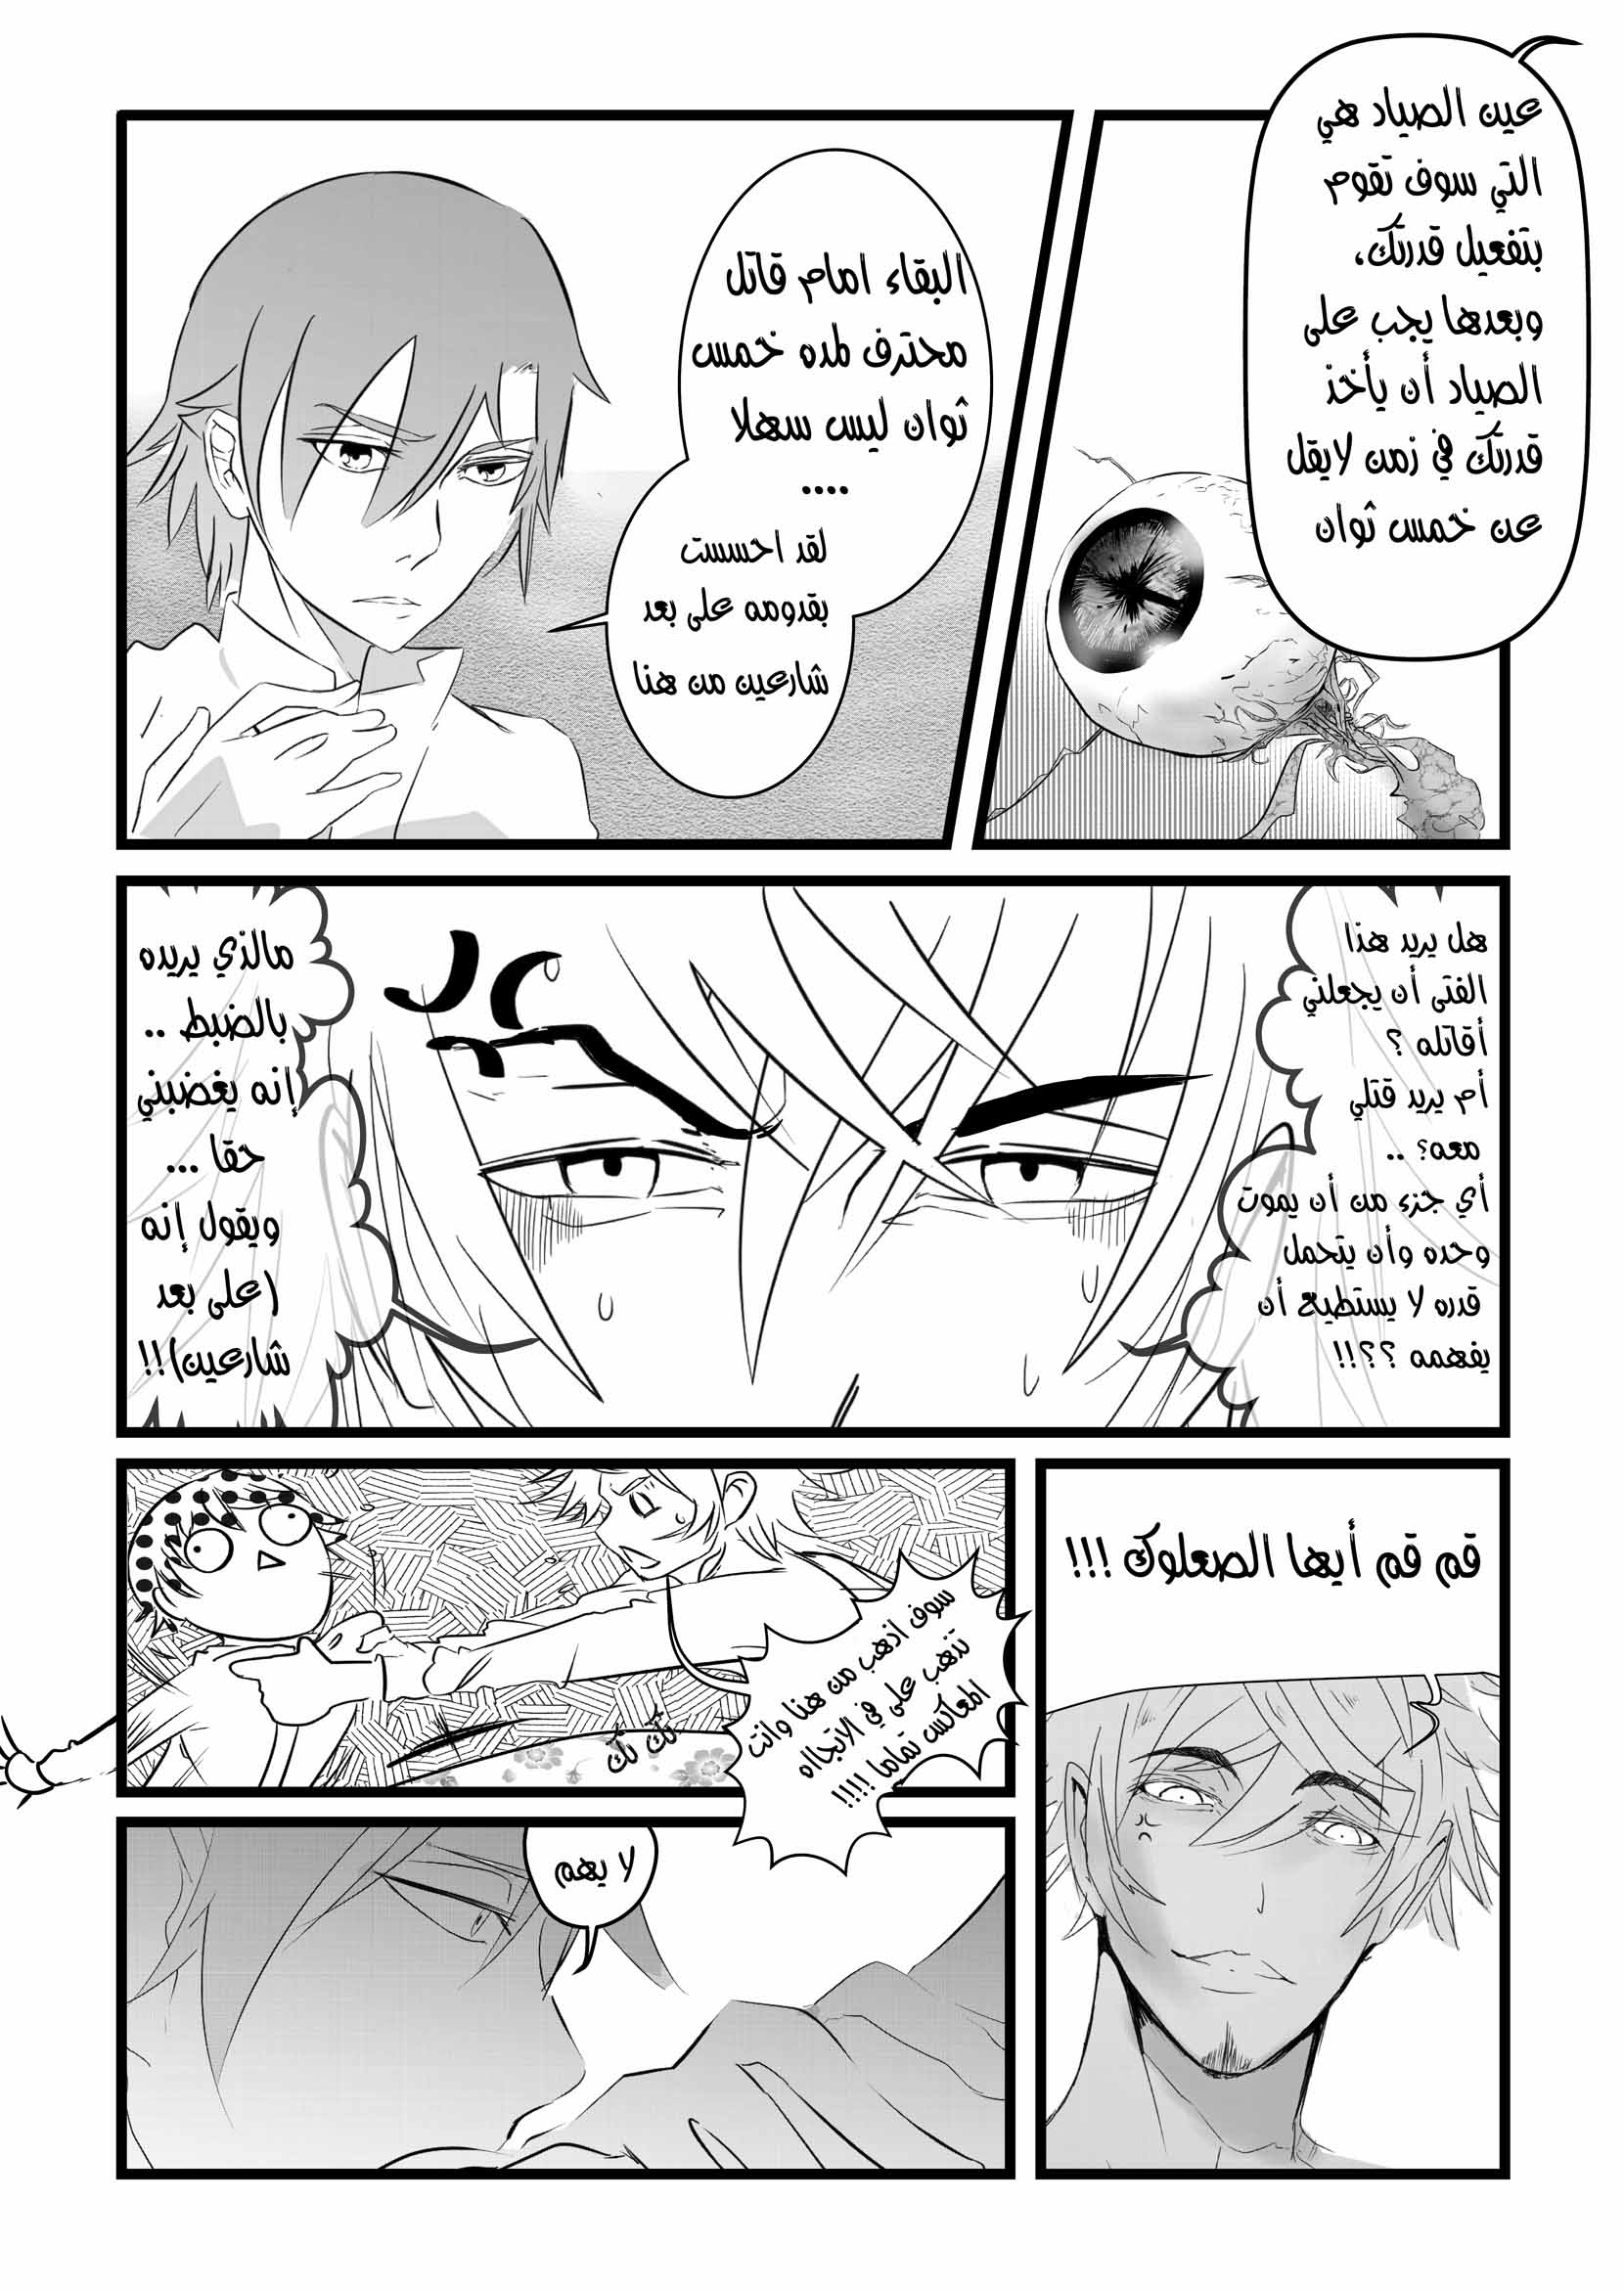 عين الصياد هي
التي سوف تقوم
بتفعيل قدرتك،
وبعدها يجب على
الصياد أن يأخذ
قدرتك في زمن لايقل
عن خمس ثوان
البقاء امام قاتل
محترف لمده خمس
ثوان ليس سهلا
....
لقد احسست
بقدومه على بعد
شارعين من هنا
هل يريد هذا
الفتى أن يجعلني
أقاتله ؟
أم يريد قتلي
معه؟ ..
أي جزء من أن يموت
وحده وأن يتحمل
قدره لا يستطيع أن
يفهمه ؟؟!!
مالذي يريده
بالضبط ..
إنه يغضبني
حقا ...
ويقول إنه
(على بعد
شارعين)!!
قم قم أيها الصعلوك !!!
سوف اذهب من هنا وانت
تذهب على في الاتجااه
المعاكس تماما !!!!!
تك تك
لا يهم